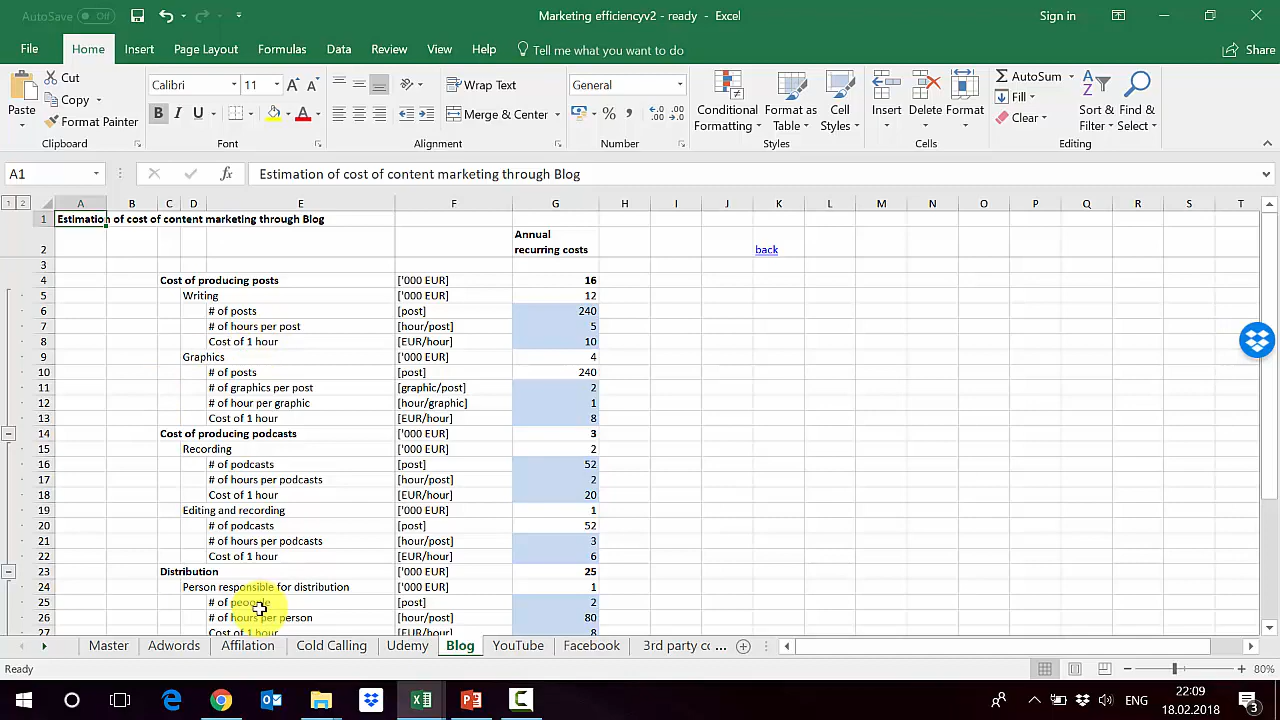 AutoSave Off
Marketing efficiencyv2 - ready - Excel
Sign in
File Home Insert Page Layout Formulas Data Review View Help Tell me what you want to do Share
Paste
Cut
Copy
Format Painter
Clipboard
Calibri 11
B I U
Font
Wrap Text
Merge & Center
Alignment
General
Number
Conditional Formatting
Format as Table
Cell Styles
Styles
Insert Delete Format
Cells
AutoSum
Fill
Clear
Sort & Filter
Find & Select
Editing
A1 fx Estimation of cost of content marketing through Blog
1 2 A B C D E F G H I J K L M N O P Q R S T
1 Estimation of cost of content marketing through Blog
2 Annual recurring costs back
3
4 Cost of producing posts ['000 EUR] 16
5 Writing ['000 EUR] 12
6 # of posts [post] 240
7 # of hours per post [hour/post] 5
8 Cost of 1 hour [EUR/hour] 10
9 Graphics ['000 EUR] 4
10 # of posts [post] 240
11 # of graphics per post [graphic/post] 2
12 # of hour per graphic [hour/graphic] 1
13 Cost of 1 hour [EUR/hour] 8
14 Cost of producing podcasts ['000 EUR] 3
15 Recording ['000 EUR] 2
16 # of podcasts [post] 52
17 # of hours per podcasts [hour/post] 2
18 Cost of 1 hour [EUR/hour] 20
19 Editing and recording ['000 EUR] 1
20 # of podcasts [post] 52
21 # of hours per podcasts [hour/post] 3
22 Cost of 1 hour [EUR/hour] 6
23 Distribution ['000 EUR] 25
24 Person responsible for distribution ['000 EUR] 1
25 # of people [post] 2
26 # of hours per person [hour/post] 80
27 Cost of 1 hour [EUR/hour] 8
Master Adwords Affilation Cold Calling Udemy Blog YouTube Facebook 3rd party cc ...
Ready 80%
ENG
22:09
18.02.2018
3